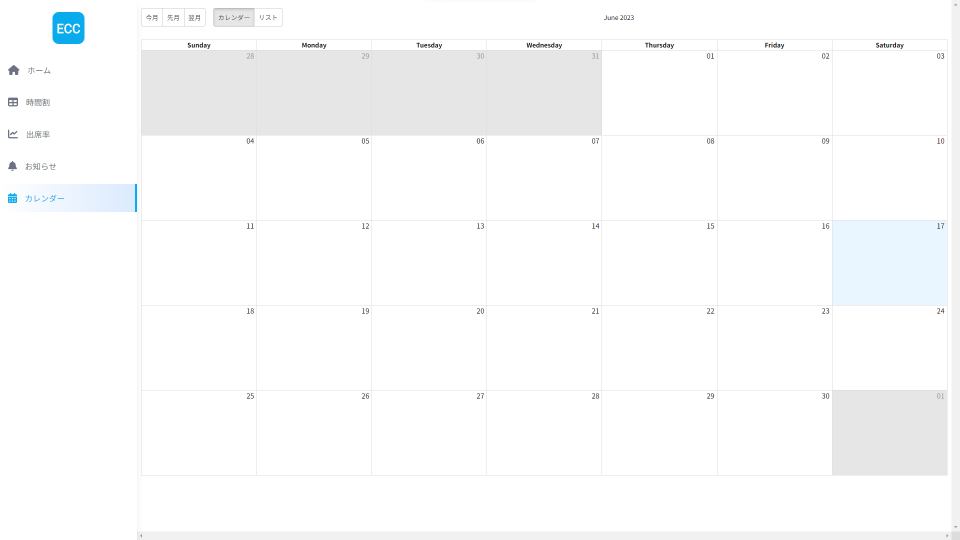 ECC
ホーム
時間割
出席率
お知らせ
カレンダー
今月 先月 翌月 カレンダー リスト June 2023
Sunday Monday Tuesday Wednesday Thursday Friday Saturday
28 29 30 31 01 02 03
04 05 06 07 08 09 10
11 12 13 14 15 16 17
18 19 20 21 22 23 24
25 26 27 28 29 30 01